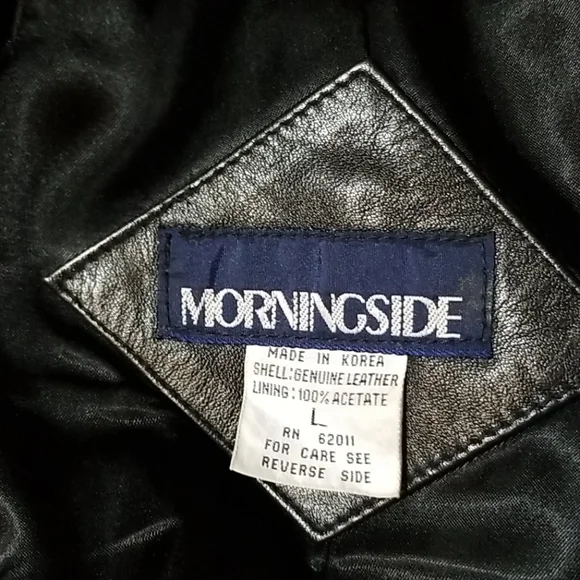 MORNINGSIDE
MADE IN KOREA
SHELL:GENUINE LEATHER
LINING:100% ACETATE
L
RN 62011
FOR CARE SEE
REVERSE SIDE